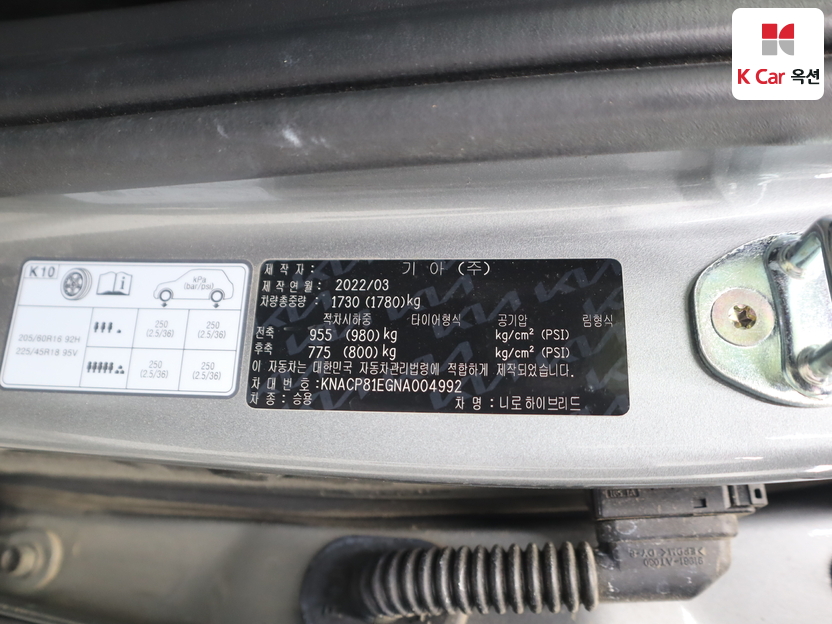 K Car 옥션
K10
kPa
(bar/psi)
205/60R16 92H
225/45R18 95V
250
(2.5/36)
250
(2.5/36)
250
(2.5/36)
250
(2.5/36)
제 작 자 : 기 아 (주)
제 작 연 월 : 2022/03
차량총중량 : 1730 (1780)kg
적차시하중 타이어형식 공기압 림형식
전축 955 (980)kg kg/cm² (PSI)
후축 775 (800)kg kg/cm² (PSI)
이 자동차는 대한민국 자동차관리법령에 적합하게 제작되었습니다.
차 대 번 호 :KNACP81EGNA004992
차 종 : 승용 차 명 : 니로하이브리드